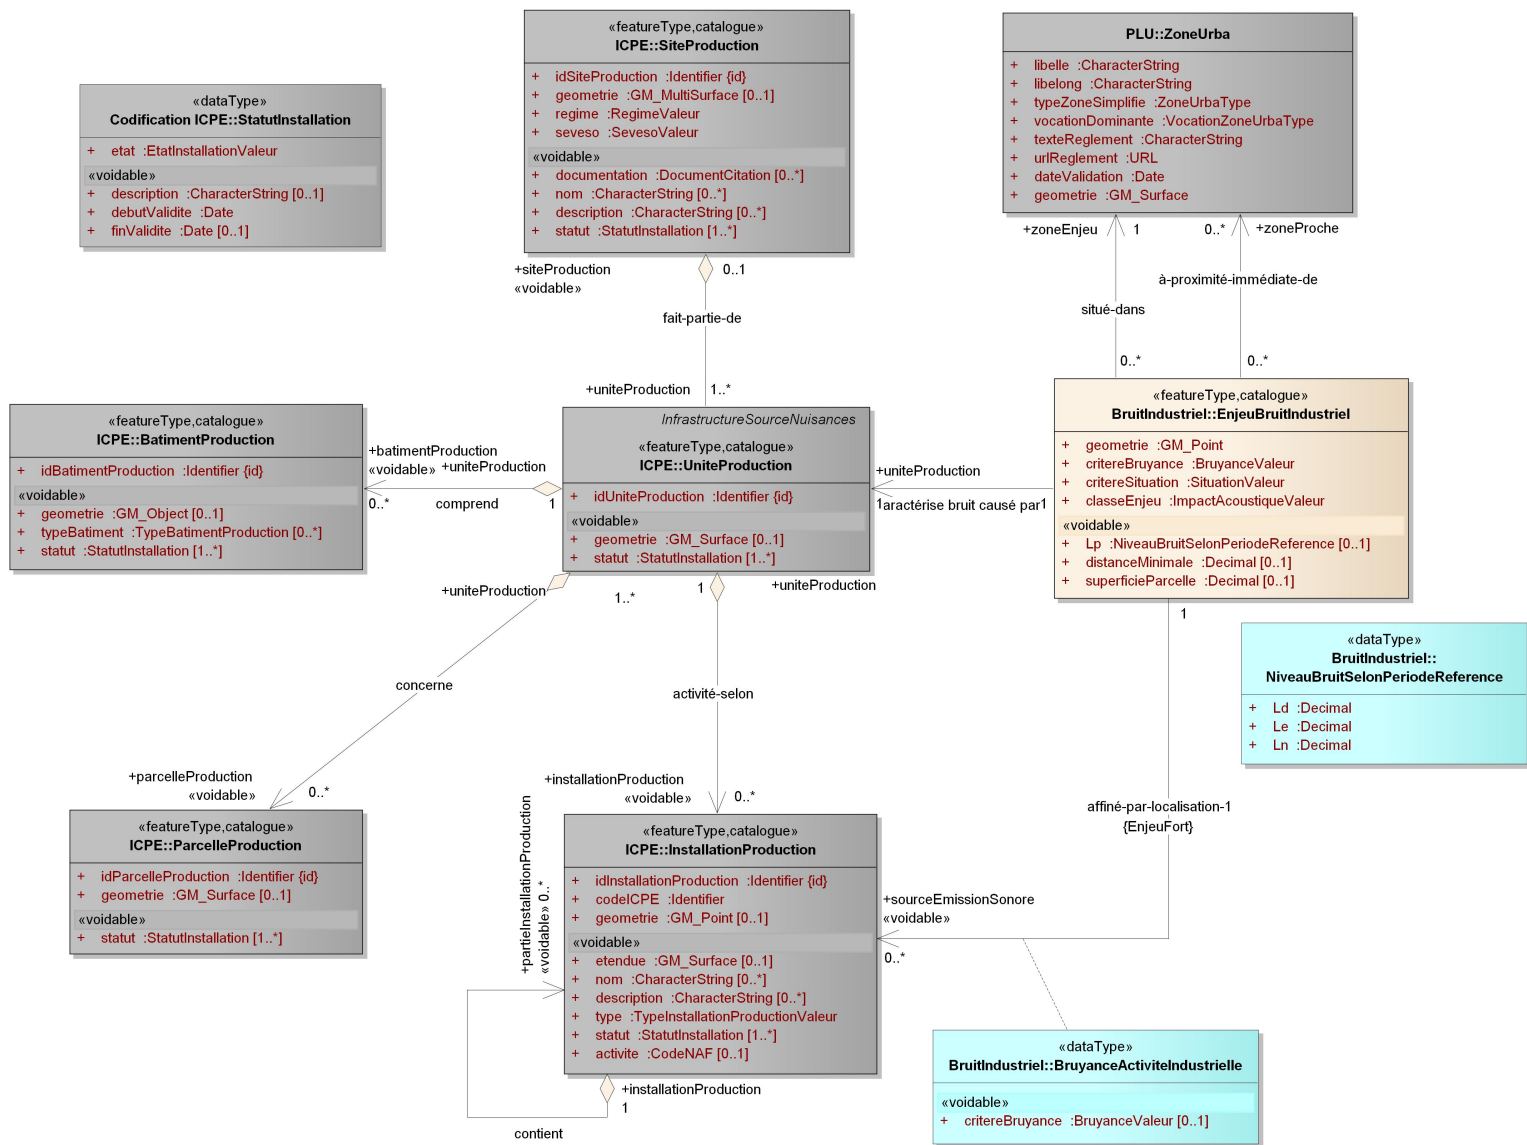 «featureType,catalogue»
ICPE::SiteProduction
+ idSiteProduction :Identifier {id}
+ geometrie :GM_MultiSurface [0..1]
+ regime :RegimeValeur
+ seveso :SevesoValeur
«voidable»
+ documentation :DocumentCitation [0..*]
+ nom :CharacterString [0..*]
+ description :CharacterString [0..*]
+ statut :StatutInstallation [1..*]
PLU::ZoneUrba
+ libelle :CharacterString
+ libelong :CharacterString
+ typeZoneSimplifie :ZoneUrbaType
+ vocationDominante :VocationZoneUrbaType
+ texteReglement :CharacterString
+ urlReglement :URL
+ dateValidation :Date
+ geometrie :GM_Surface
«dataType»
Codification ICPE::StatutInstallation
+ etat :EtatInstallationValeur
«voidable»
+ description :CharacterString [0..1]
+ debutValidite :Date
+ finValidite :Date [0..1]
+zoneEnjeu 1
0..* +zoneProche
+siteProduction
«voidable»
0..1
fait-partie-de
+uniteProduction 1..*
à-proximité-immédiate-de
situé-dans
0..*
0..*
«featureType,catalogue»
ICPE::BatimentProduction
+ idBatimentProduction :Identifier {id}
«voidable»
+ geometrie :GM_Object [0..1]
+ typeBatiment :TypeBatimentProduction [0..*]
+ statut :StatutInstallation [1..*]
+batimentProduction
«voidable» +uniteProduction
0..*
comprend
1
InfrastructureSourceNuisances
«featureType,catalogue»
ICPE::UniteProduction
+ idUniteProduction :Identifier {id}
«voidable»
+ geometrie :GM_Surface [0..1]
+ statut :StatutInstallation [1..*]
+uniteProduction
1
aractérise bruit causé par
1
«featureType,catalogue»
BruitIndustriel::EnjeuBruitIndustriel
+ geometrie :GM_Point
+ critereBruyance :BruyanceValeur
+ critereSituation :SituationValeur
+ classeEnjeu :ImpactAcoustiqueValeur
«voidable»
+ Lp :NiveauBruitSelonPeriodeReference [0..1]
+ distanceMinimale :Decimal [0..1]
+ superficieParcelle :Decimal [0..1]
+uniteProduction
1..*
1
+uniteProduction
1
«dataType»
BruitIndustriel::
NiveauBruitSelonPeriodeReference
+ Ld :Decimal
+ Le :Decimal
+ Ln :Decimal
concerne
activité-selon
+parcelleProduction
«voidable»
0..*
+installationProduction
«voidable»
0..*
affiné-par-localisation-1
{EnjeuFort}
«featureType,catalogue»
ICPE::ParcelleProduction
+ idParcelleProduction :Identifier {id}
+ geometrie :GM_Surface [0..1]
«voidable»
+ statut :StatutInstallation [1..*]
+partieInstallationProduction
«voidable» 0..*
«featureType,catalogue»
ICPE::InstallationProduction
+ idInstallationProduction :Identifier {id}
+ codeICPE :Identifier
+ geometrie :GM_Point [0..1]
«voidable»
+ etendue :GM_Surface [0..1]
+ nom :CharacterString [0..*]
+ description :CharacterString [0..*]
+ type :TypeInstallationProductionValeur
+ statut :StatutInstallation [1..*]
+ activite :CodeNAF [0..1]
+sourceEmissionSonore
«voidable»
0..*
+installationProduction
1
contient
«dataType»
BruitIndustriel::BruyanceActiviteIndustrielle
«voidable»
+ critereBruyance :BruyanceValeur [0..1]